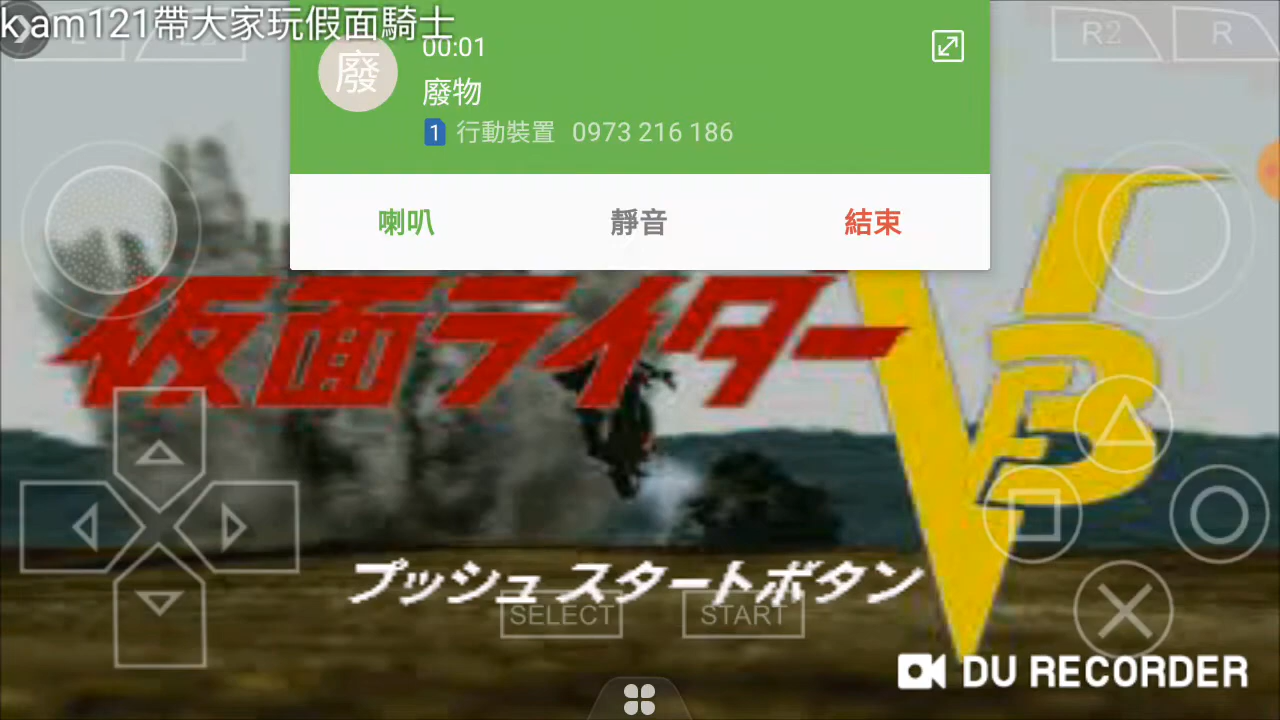 kam121帶大家玩假面騎士
R2
R
00:01
廢
廢物
1 行動裝置 0973 216 186
喇叭
靜音
結束
仮面ライダー V3
プッシュ スタートボタン
SELECT
START
DU RECORDER